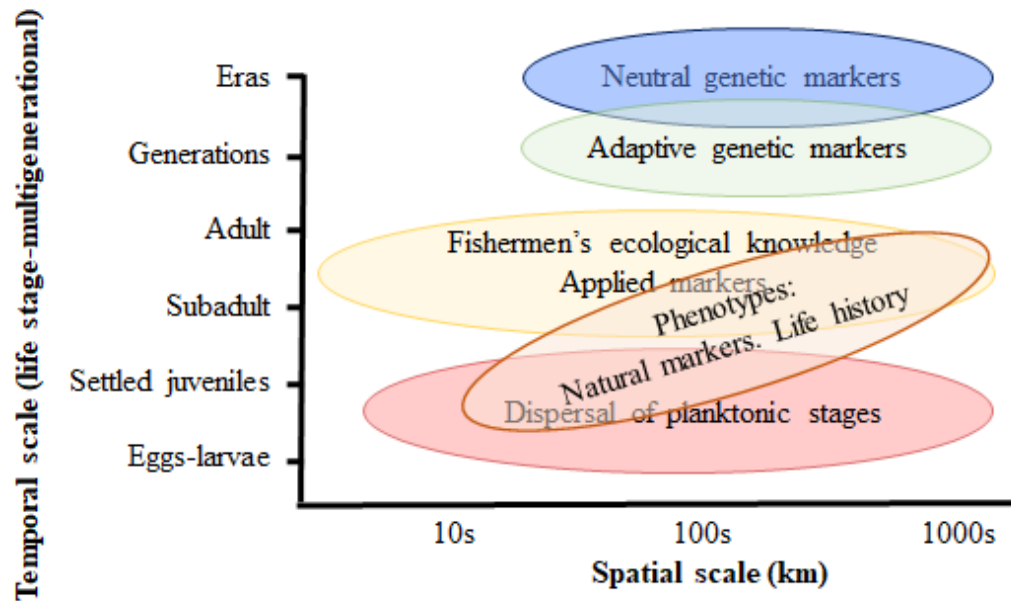 Temporal scale (life stage-multigenerational)
Eras
Generations
Adult
Subadult
Settled juveniles
Eggs-larvae
Neutral genetic markers
Adaptive genetic markers
Fishermen's ecological knowledge
Applied markers
Phenotypes:
Natural markers. Life history
Dispersal of planktonic stages
10s
100s
1000s
Spatial scale (km)